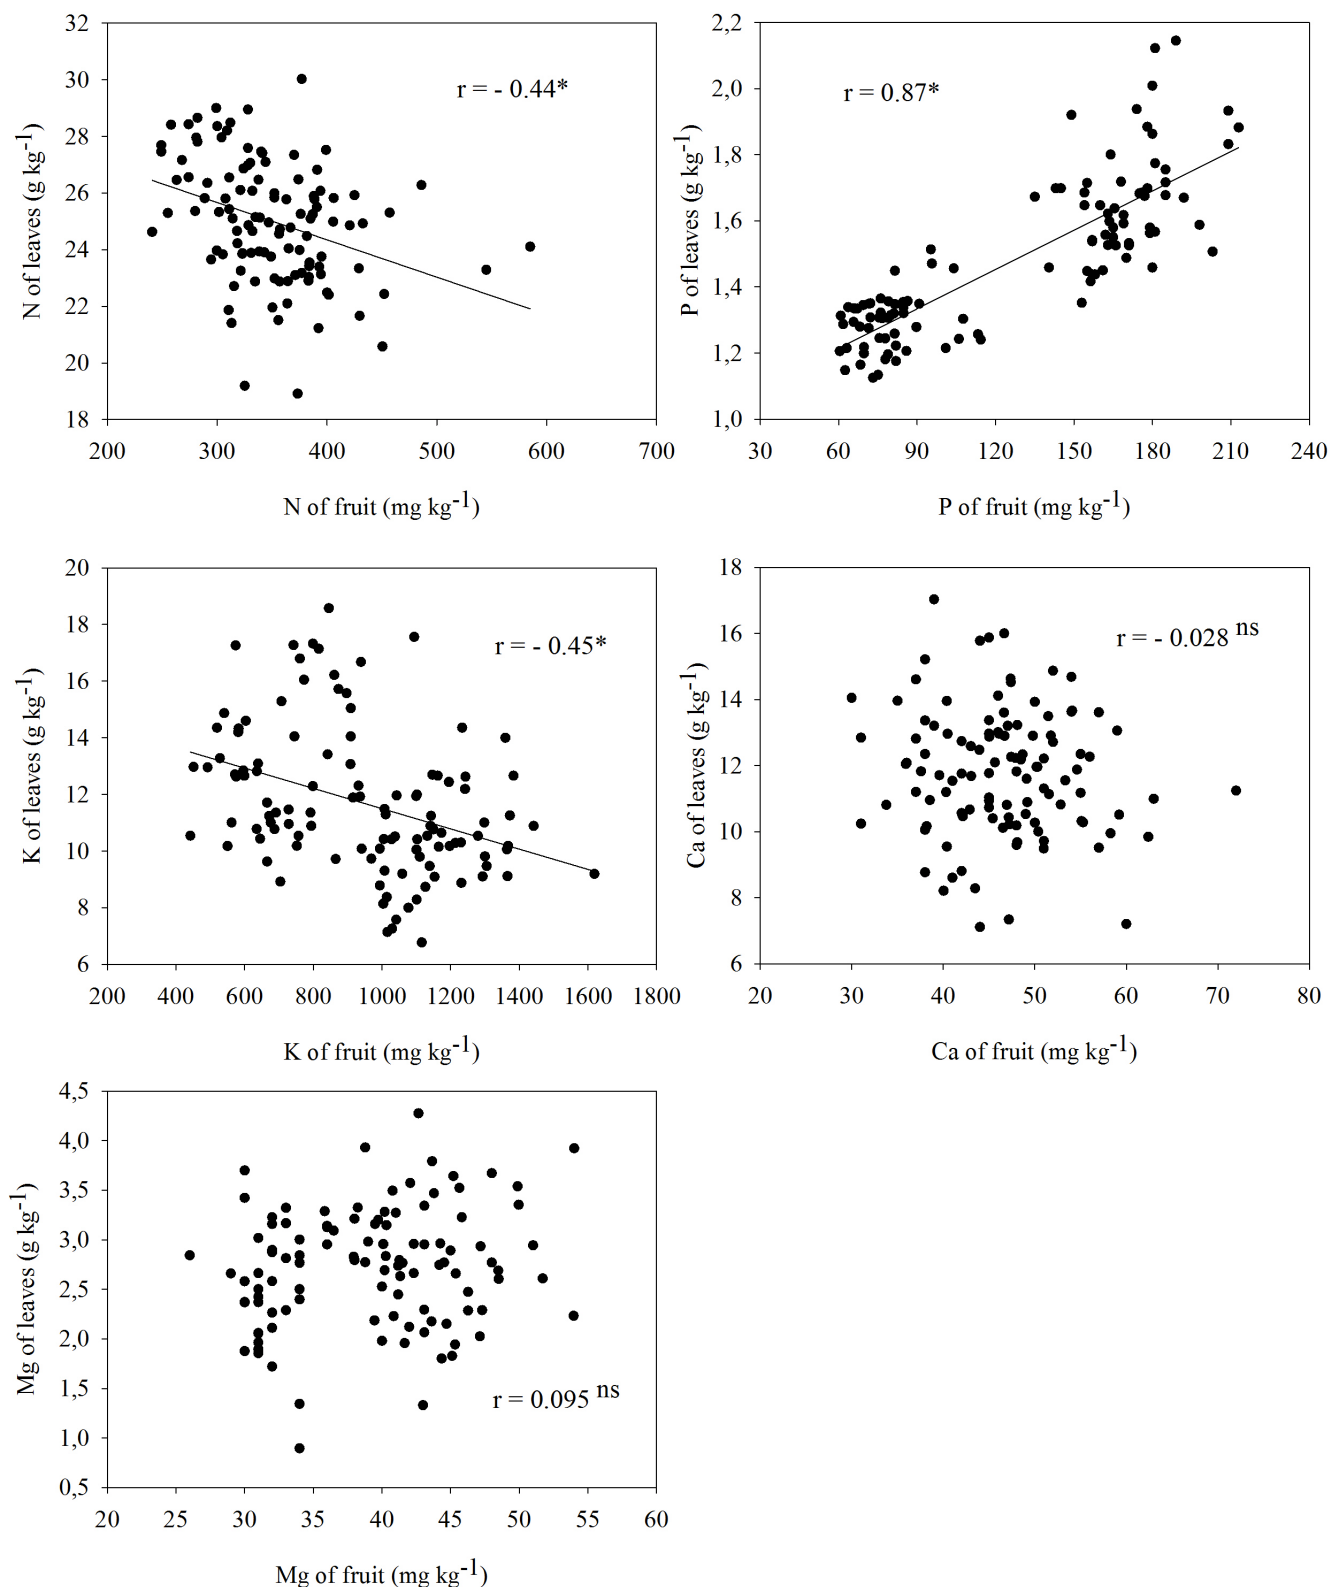 32
30
28
26
24
22
20
18
N of leaves (g kg-1)
r = - 0.44*
200 300 400 500 600 700
N of fruit (mg kg-1)
2,2
2,0
1,8
1,6
1,4
1,2
1,0
P of leaves (g kg-1)
r = 0.87*
30 60 90 120 150 180 210 240
P of fruit (mg kg-1)
20
18
16
14
12
10
8
6
K of leaves (g kg-1)
r = - 0.45*
200 400 600 800 1000 1200 1400 1600 1800
K of fruit (mg kg-1)
18
16
14
12
10
8
6
Ca of leaves (g kg-1)
r = - 0.028 ns
20 30 40 50 60 70 80
Ca of fruit (mg kg-1)
4,5
4,0
3,5
3,0
2,5
2,0
1,5
1,0
0,5
Mg of leaves (g kg-1)
r = 0.095 ns
20 25 30 35 40 45 50 55 60
Mg of fruit (mg kg-1)